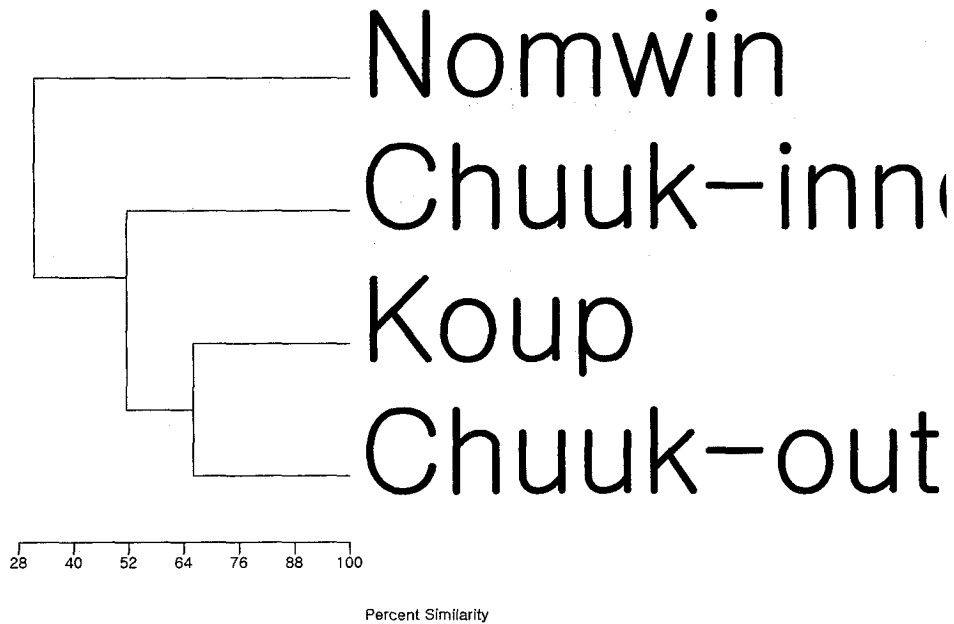 Nomwin
Chuuk-inn
Koup
Chuuk-out
28 40 52 64 76 88 100
Percent Similarity